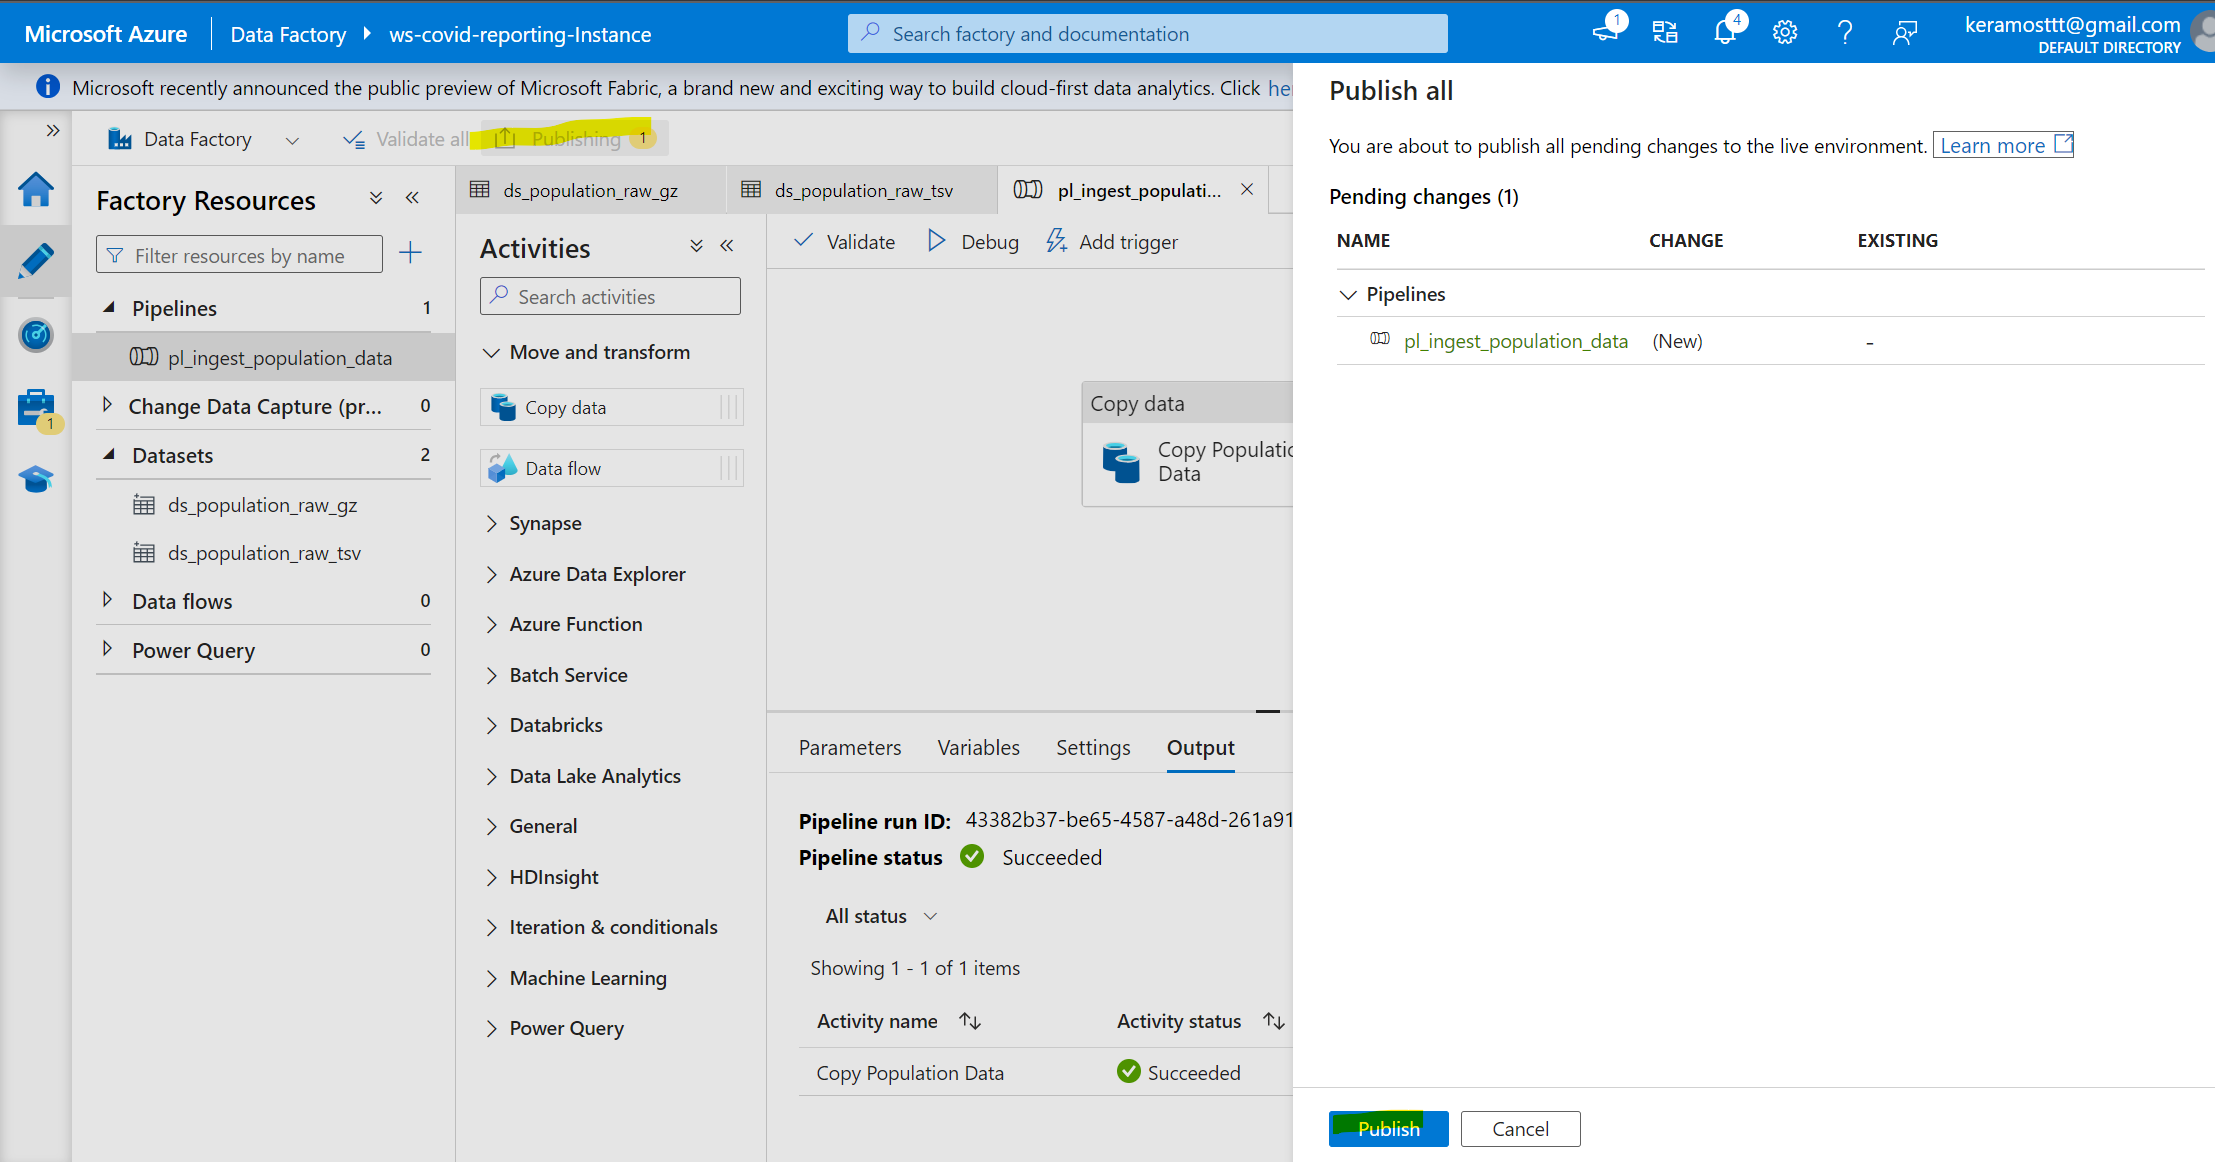 Microsoft Azure
Data Factory
ws-covid-reporting-Instance
Search factory and documentation
1
4
keramosttt@gmail.com
DEFAULT DIRECTORY
Microsoft recently announced the public preview of Microsoft Fabric, a brand new and exciting way to build cloud-first data analytics. Click
Data Factory
Validate all
Publishing
1
Factory Resources
Filter resources by name
Pipelines
1
pl_ingest_population_data
Change Data Capture (pr...
0
Datasets
2
ds_population_raw_gz
ds_population_raw_tsv
Data flows
0
Power Query
0
1
ds_population_raw_gz
ds_population_raw_tsv
pl_ingest_populati...
Activities
Search activities
Move and transform
Copy data
Data flow
Synapse
Azure Data Explorer
Azure Function
Batch Service
Databricks
Data Lake Analytics
General
HDInsight
Iteration & conditionals
Machine Learning
Power Query
Validate
Debug
Add trigger
Copy data
Copy
Data
Parameters
Variables
Settings
Output
Pipeline run ID: 43382b37-be65-4587-a48d-261a91
Pipeline status
Succeeded
All status
Showing 1 - 1 of 1 items
Activity name
Activity status
Copy Population Data
Succeeded
Publish all
You are about to publish all pending changes to the live environment.
Learn more
Pending changes (1)
NAME
CHANGE
EXISTING
Pipelines
pl_ingest_population_data
(New)
-
Publish
Cancel